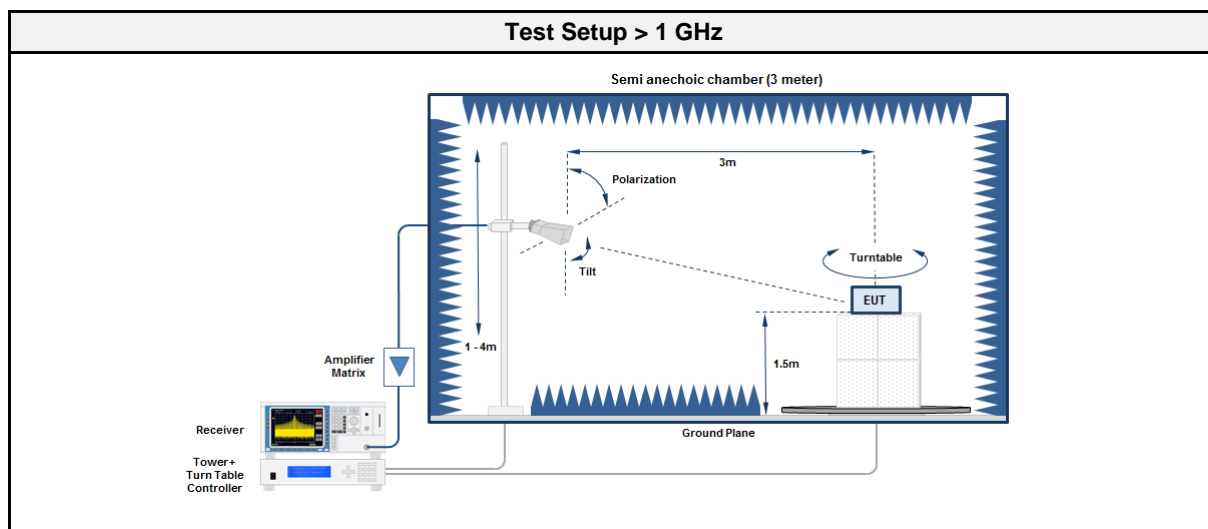 Test Setup > 1 GHz
Semi anechoic chamber (3 meter)
3m
Polarization
Tilt
Turntable
EUT
1 - 4m
1.5m
Amplifier
Matrix
Ground Plane
Receiver
Tower+
Turn Table
Controller